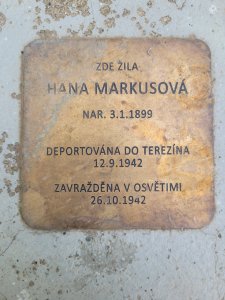 ZDE ŽILA
HANA MARKUSOVÁ
NAR. 3.1.1899
DEPORTOVÁNA DO TEREZÍNA
12.9.1942
ZAVRAŽDĚNA V OSVĚTIMI
26.10.1942